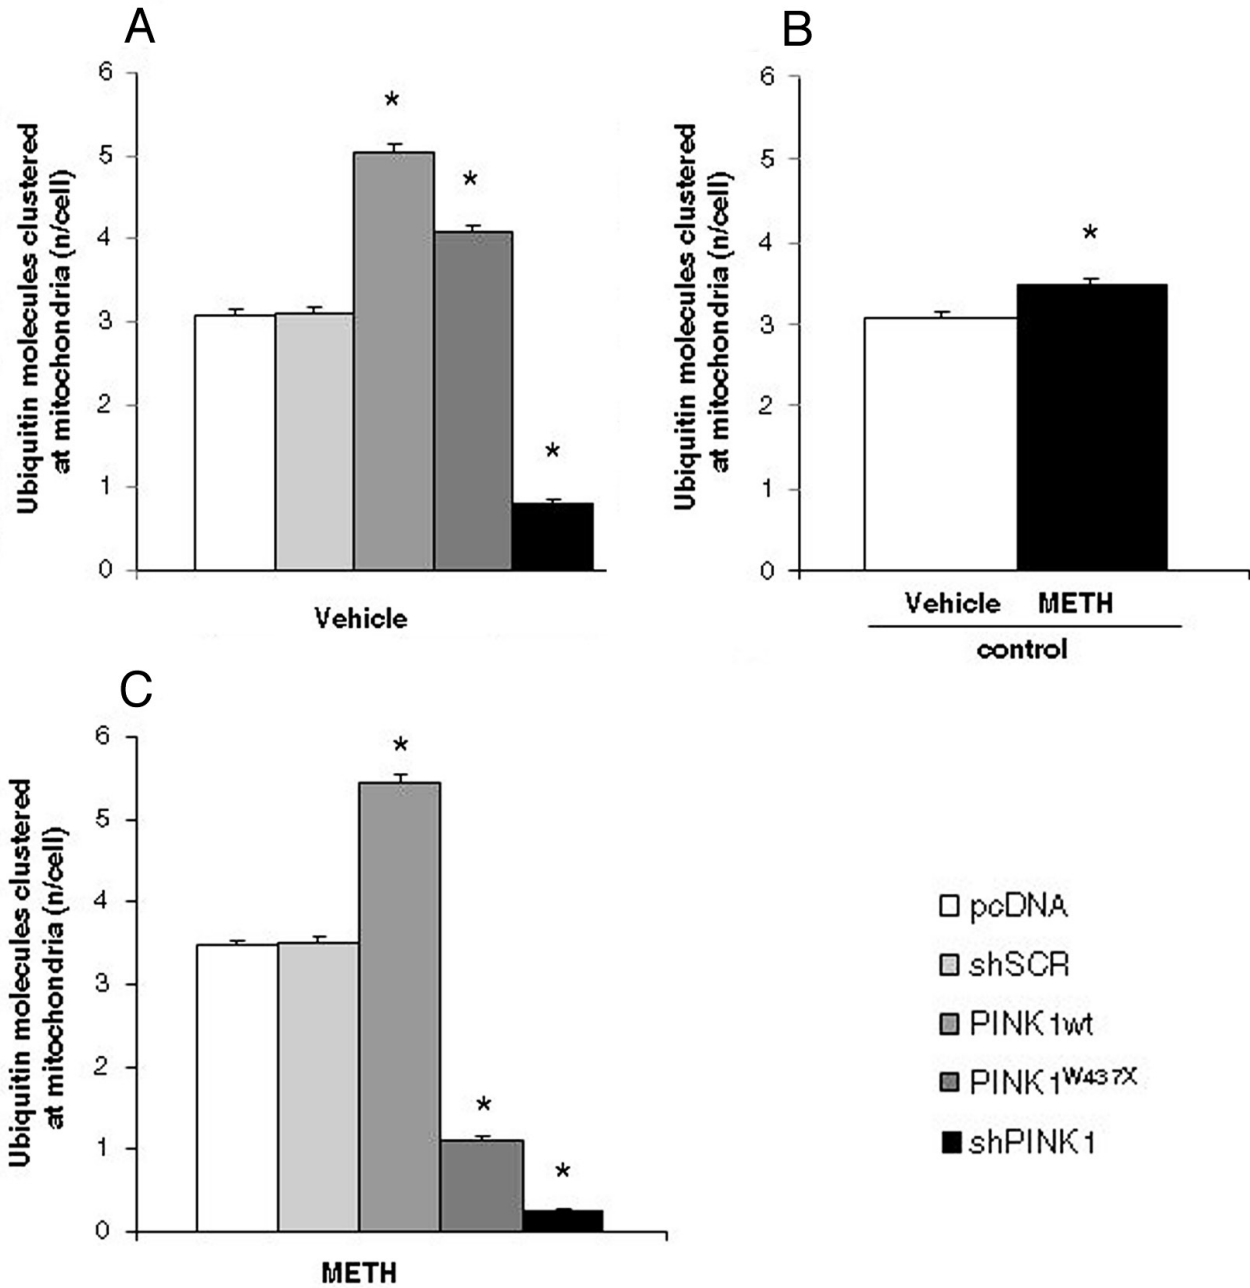 A
Ubiquitin molecules clustered
at mitochondria (n/cell)
6
5
4
3
2
1
0
*
*
*
Vehicle
B
Ubiquitin molecules clustered
at mitochondria (n/cell)
6
5
4
3
2
1
0
*
Vehicle METH
control
C
Ubiquitin molecules clustered
at mitochondria (n/cell)
6
5
4
3
2
1
0
*
*
*
METH
pcDNA
shSCR
PINK1wt
PINK1W437X
shPINK1